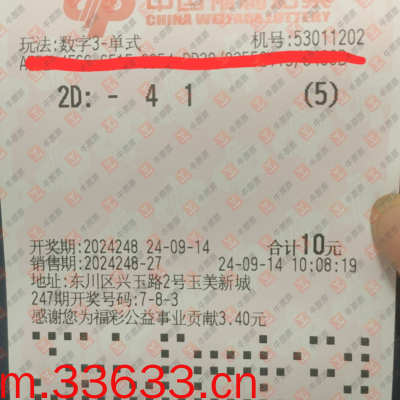 中国福利彩票
CHINA WELFARE LOTTERY
玩法:数字3-单式 机号:53011202
2D: - 4 1 (5)
开奖期:2024248 24-09-14 合计10元
销售期:2024248-27 24-09-14 10:08:19
地址:东川区兴玉路2号玉美新城
247期开奖号码:7-8-3
感谢您为福彩公益事业贡献3.40元
m.33633.cn